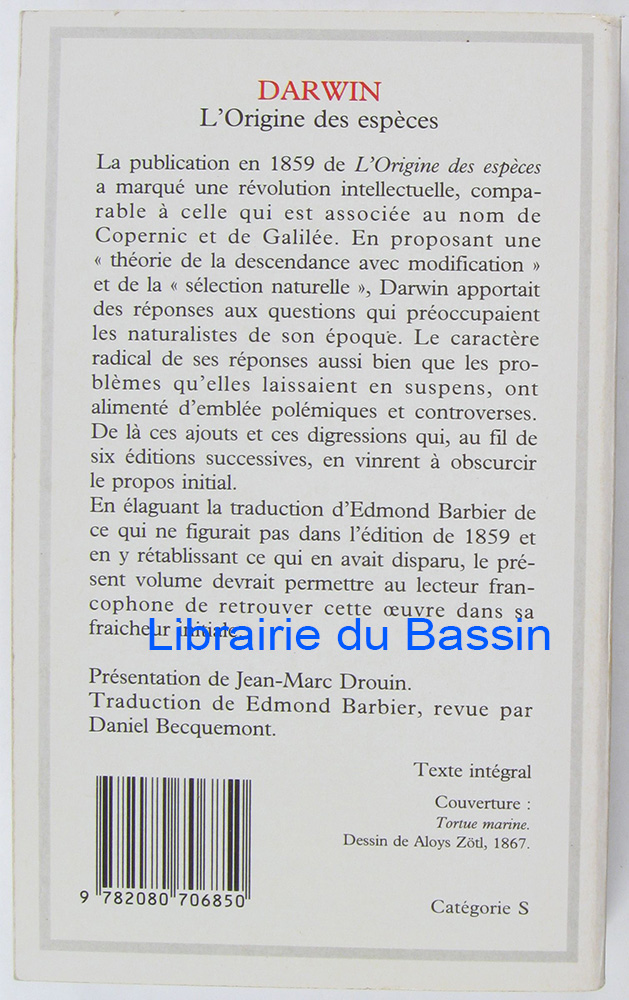 DARWIN
L'Origine des espèces
La publication en 1859 de L'Origine des espèces
a marqué une révolution intellectuelle, compa-
rable à celle qui est associée au nom de
Copernic et de Galilée. En proposant une
« théorie de la descendance avec modification »
et de la « sélection naturelle », Darwin apportait
des réponses aux questions qui préoccupaient
les naturalistes de son époque. Le caractère
radical de ses réponses aussi bien que les pro-
blèmes qu'elles laissaient en suspens, ont
alimenté d'emblée polémiques et controverses.
De là ces ajouts et ces digressions qui, au fil de
six éditions successives, en vinrent à obscurcir
le propos initial.
En élaguant la traduction d'Edmond Barbier de
ce qui ne figurait pas dans l'édition de 1859 et
en y rétablissant ce qui en avait disparu, le pré-
sent volume devrait permettre au lecteur fran-
cophone de retrouver cette œuvre dans sa
fraicheur initiale.
Librairie du Bassin
Présentation de Jean-Marc Drouin.
Traduction de Edmond Barbier, revue par
Daniel Becquemont.
Texte intégral
Couverture :
Tortue marine.
Dessin de Aloys Zötl, 1867.
9 782080 706850
Catégorie S